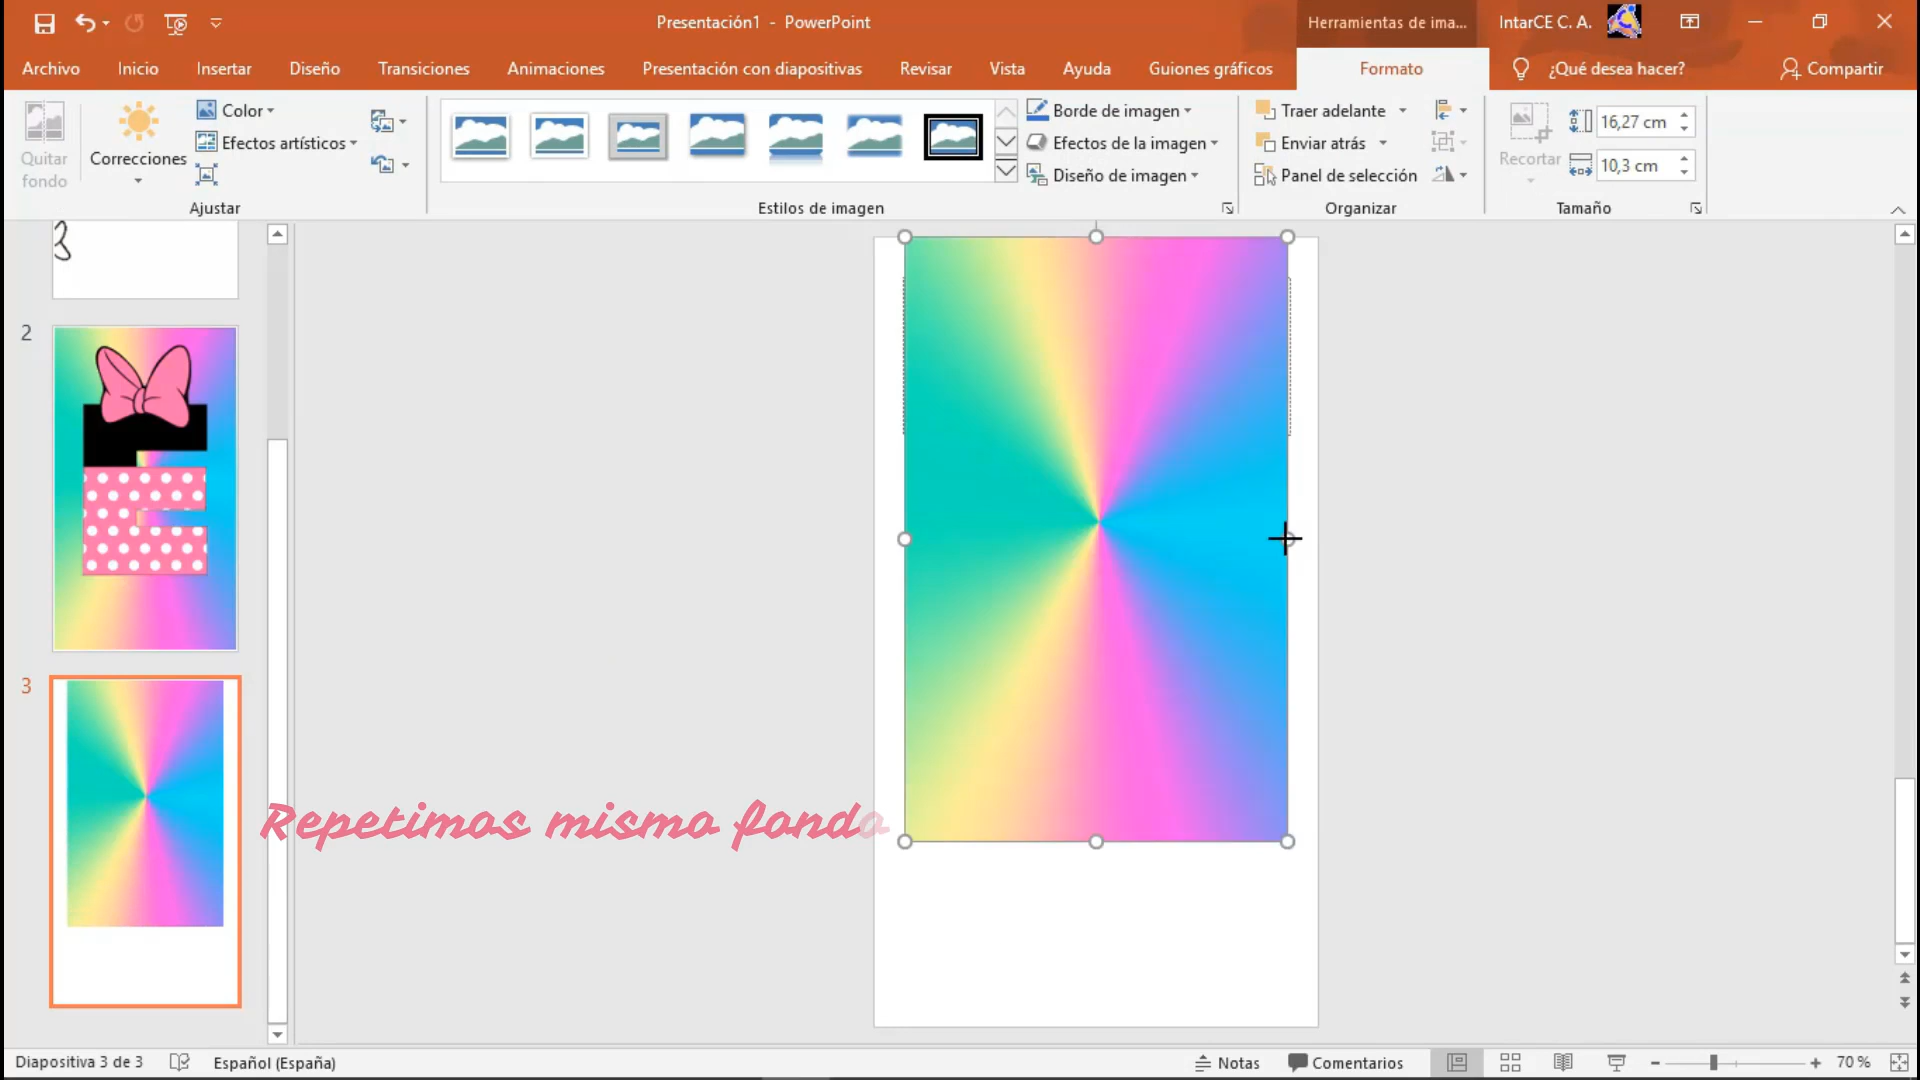 Presentación1 - PowerPoint
Herramientas de ima...
IntarCE C. A.
Archivo Inicio Insertar Diseño Transiciones Animaciones Presentación con diapositivas Revisar Vista Ayuda Guiones gráficos Formato ¿Qué desea hacer? Compartir
Quitar fondo
Correcciones
Color
Efectos artísticos
Ajustar
Estilos de imagen
Borde de imagen
Efectos de la imagen
Diseño de imagen
Traer adelante
Enviar atrás
Panel de selección
Organizar
Recortar
16,27 cm
10,3 cm
Tamaño
3
2
E
3
Repetimos mismo fondo
Diapositiva 3 de 3
Español (España)
Notas
Comentarios
70 %